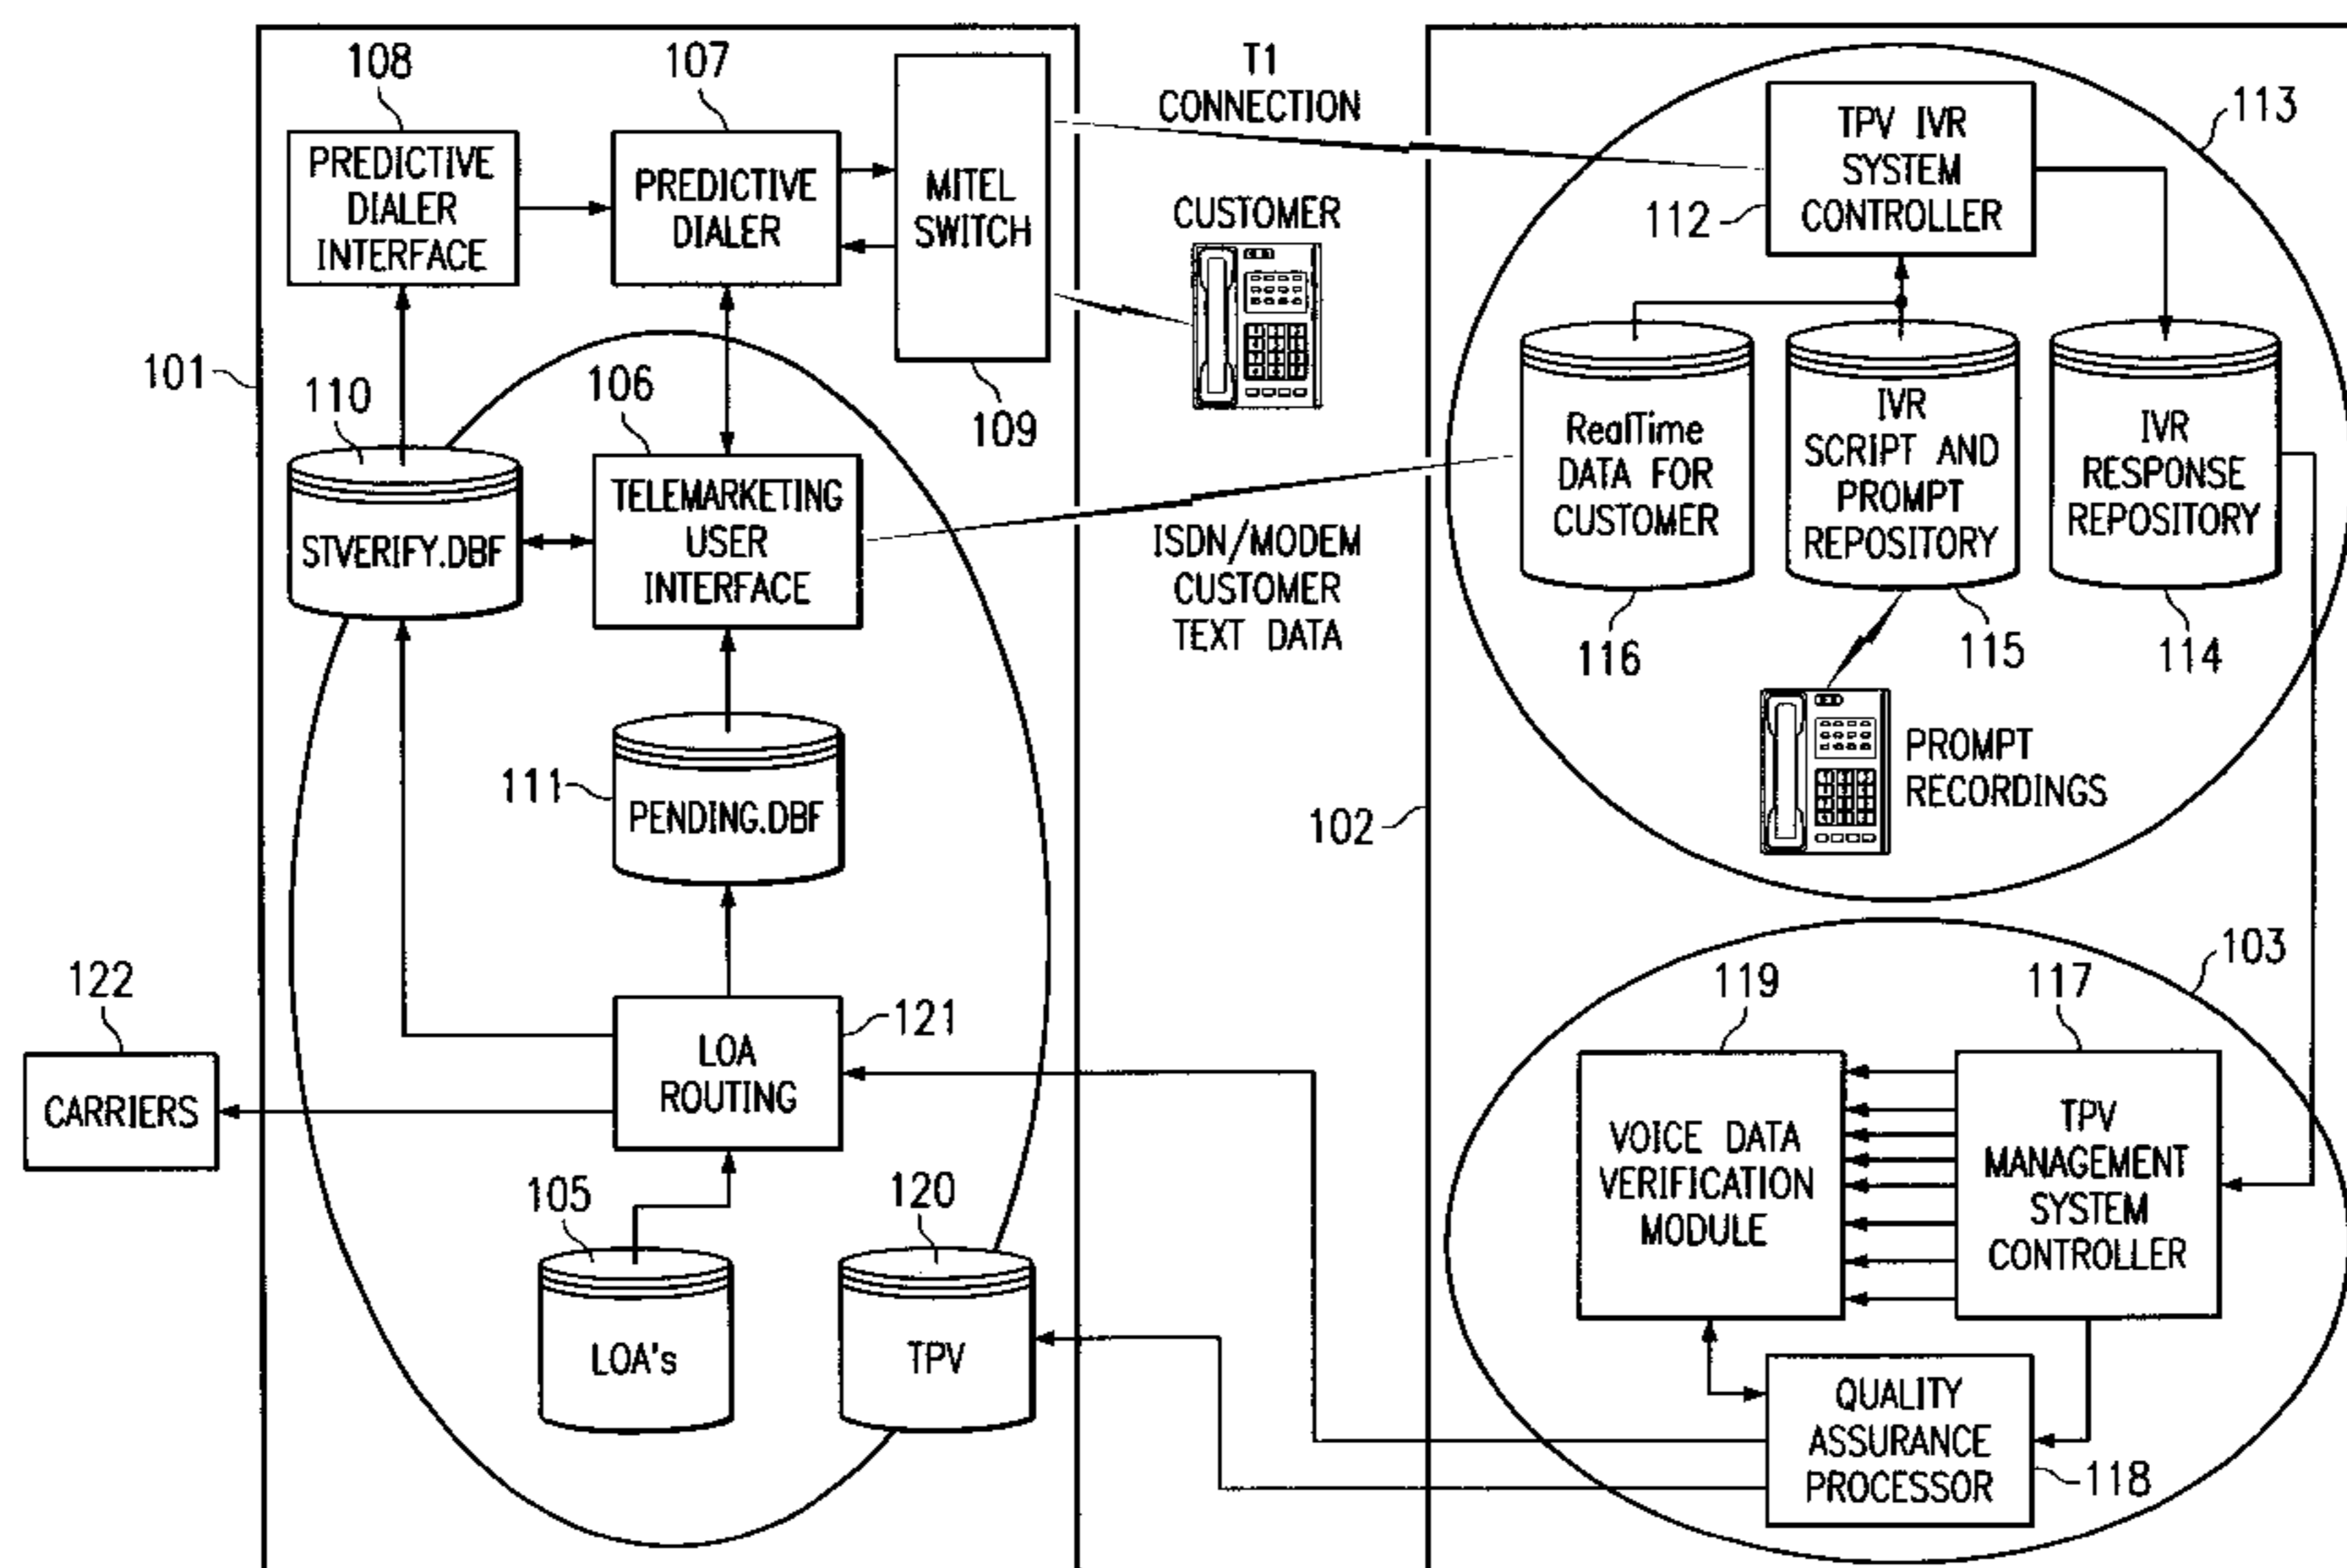 108
107
T1
CONNECTION
113
PREDICTIVE
DIALER
INTERFACE
PREDICTIVE
DIALER
MITEL
SWITCH
CUSTOMER
TPV IVR
SYSTEM
CONTROLLER
112
101
110
106
109
STVERIFY.DBF
TELEMARKETING
USER
INTERFACE
ISDN/MODEM
CUSTOMER
TEXT DATA
RealTime
DATA FOR
CUSTOMER
IVR
SCRIPT AND
PROMPT
REPOSITORY
IVR
RESPONSE
REPOSITORY
116
115
114
111
PENDING.DBF
102
PROMPT
RECORDINGS
122
CARRIERS
121
LOA
ROUTING
119
117
103
VOICE DATA
VERIFICATION
MODULE
TPV
MANAGEMENT
SYSTEM
CONTROLLER
105
120
LOA's
TPV
QUALITY
ASSURANCE
PROCESSOR
118